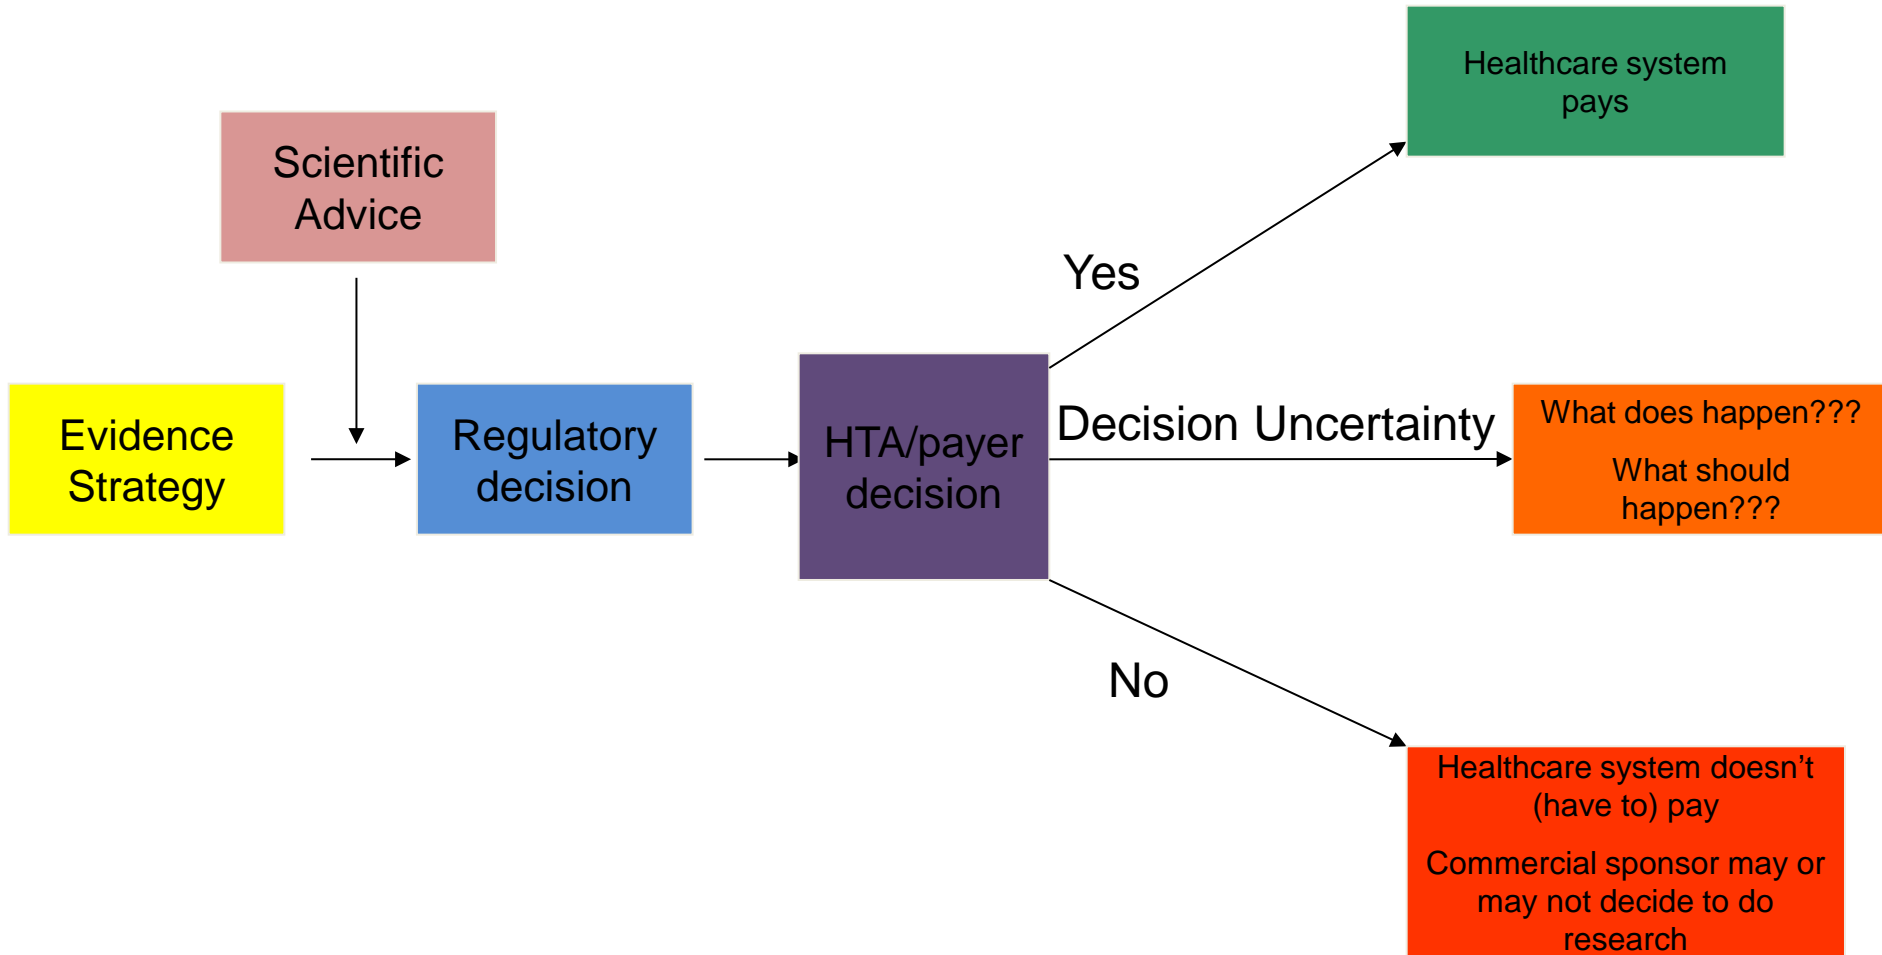 Healthcare system
pays
Scientific
Advice
Yes
Evidence
Strategy
Regulatory
decision
HTA/payer
decision
Decision Uncertainty
What does happen???
What should
happen???
No
Healthcare system doesn’t
(have to) pay
Commercial sponsor may or
may not decide to do
research